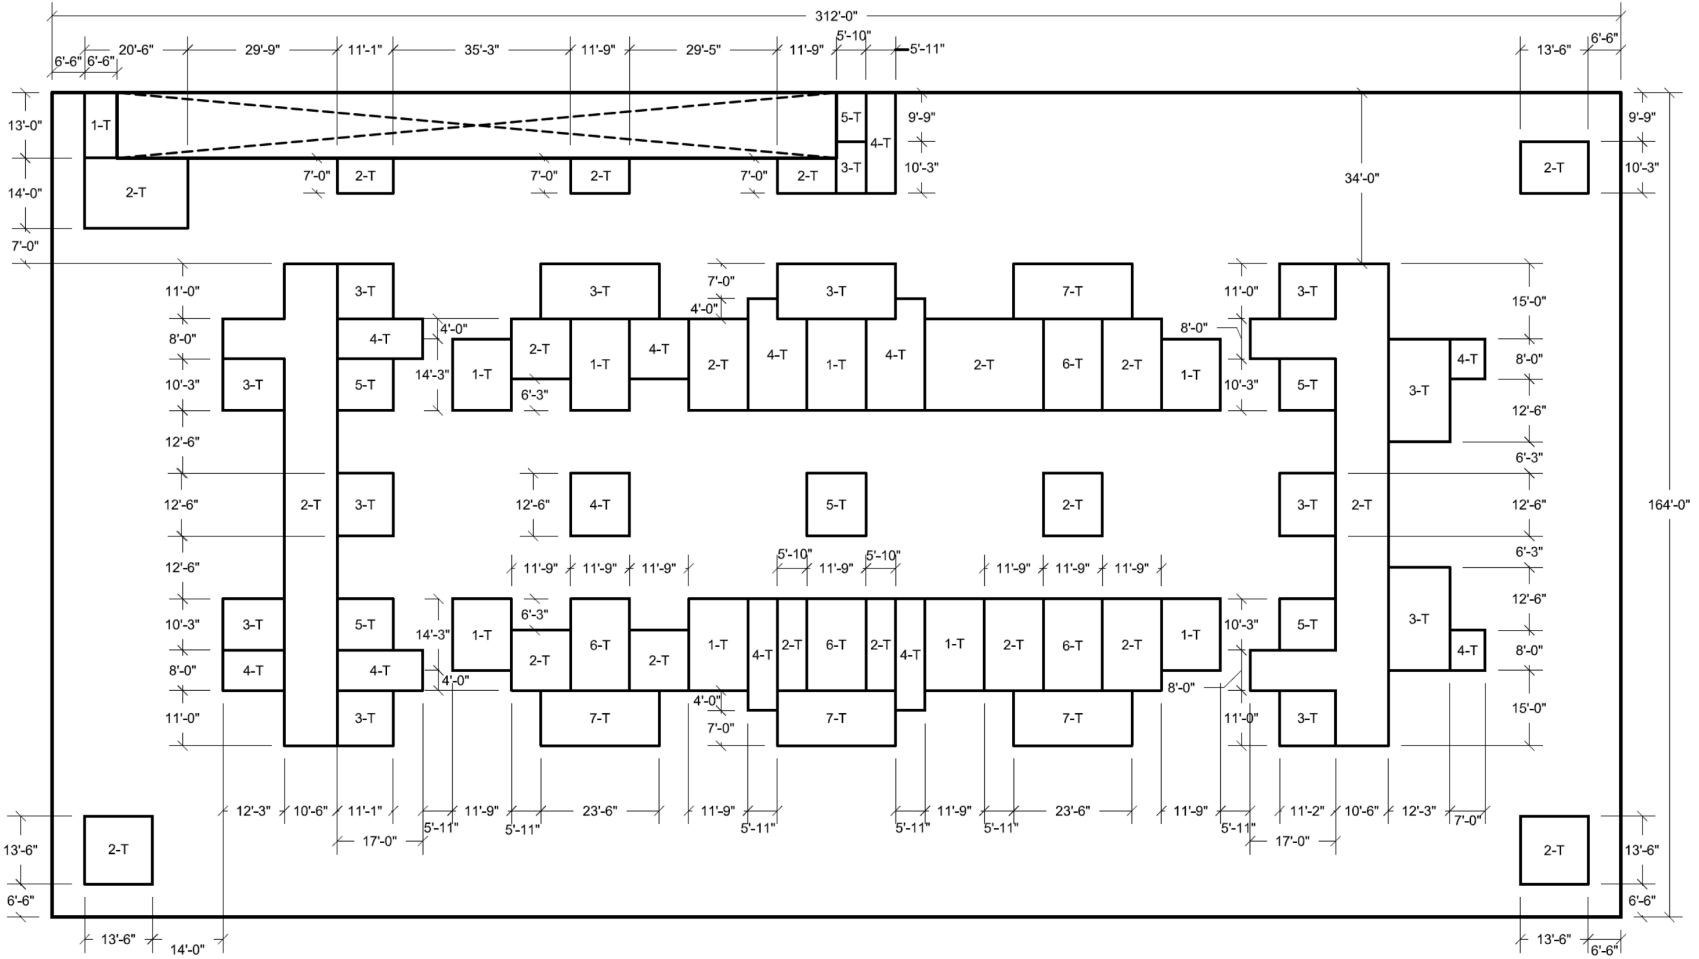 312'-0"
5'-10"
20'-6" 29'-9" 11'-1" 35'-3" 11'-9" 29'-5" 11'-9" 5'-11" 13'-6" 6'-6"
6'-6" 6'-6"
13'-0" 1-T 5-T 9'-9" 9'-9"
4-T
7'-0" 2-T 7'-0" 2-T 7'-0" 2-T 3-T 10'-3" 2-T 10'-3"
14'-0" 2-T 34'-0"
7'-0"
11'-0" 3-T 3-T 7'-0" 3-T 7-T 11'-0" 3-T 15'-0"
4'-0"
8'-0" 4-T 4'-0" 8'-0"
2-T 4-T 4-T 4-T 4-T 8'-0"
10'-3" 3-T 5-T 14'-3" 1-T 1-T 2-T 1-T 2-T 6-T 2-T 1-T 10'-3" 5-T 3-T
6'-3" 12'-6"
12'-6" 6'-3"
12'-6" 2-T 3-T 12'-6" 4-T 5-T 2-T 3-T 2-T 12'-6"
5'-10" 5'-10" 6'-3"
12'-6" 11'-9" 11'-9" 11'-9" 11'-9" 11'-9" 11'-9" 11'-9"
164'-0"
6'-3" 12'-6"
10'-3" 3-T 5-T 14'-3" 1-T 6-T 1-T 2-T 6-T 2-T 1-T 2-T 6-T 2-T 1-T 10'-3" 5-T 3-T
2-T 2-T 4-T 4-T 4-T 8'-0"
8'-0" 4-T 4-T 4'-0" 8'-0"
4'-0"
11'-0" 3-T 7-T 7'-0" 7-T 7-T 11'-0" 3-T 15'-0"
12'-3" 10'-6" 11'-1" 11'-9" 23'-6" 11'-9" 11'-9" 23'-6" 11'-9" 11'-2" 10'-6" 12'-3" 7'-0"
5'-11" 5'-11" 5'-11" 5'-11" 5'-11" 5'-11"
17'-0" 17'-0"
13'-6" 2-T 2-T 13'-6"
6'-6" 6'-6"
13'-6" 14'-0" 13'-6" 6'-6"